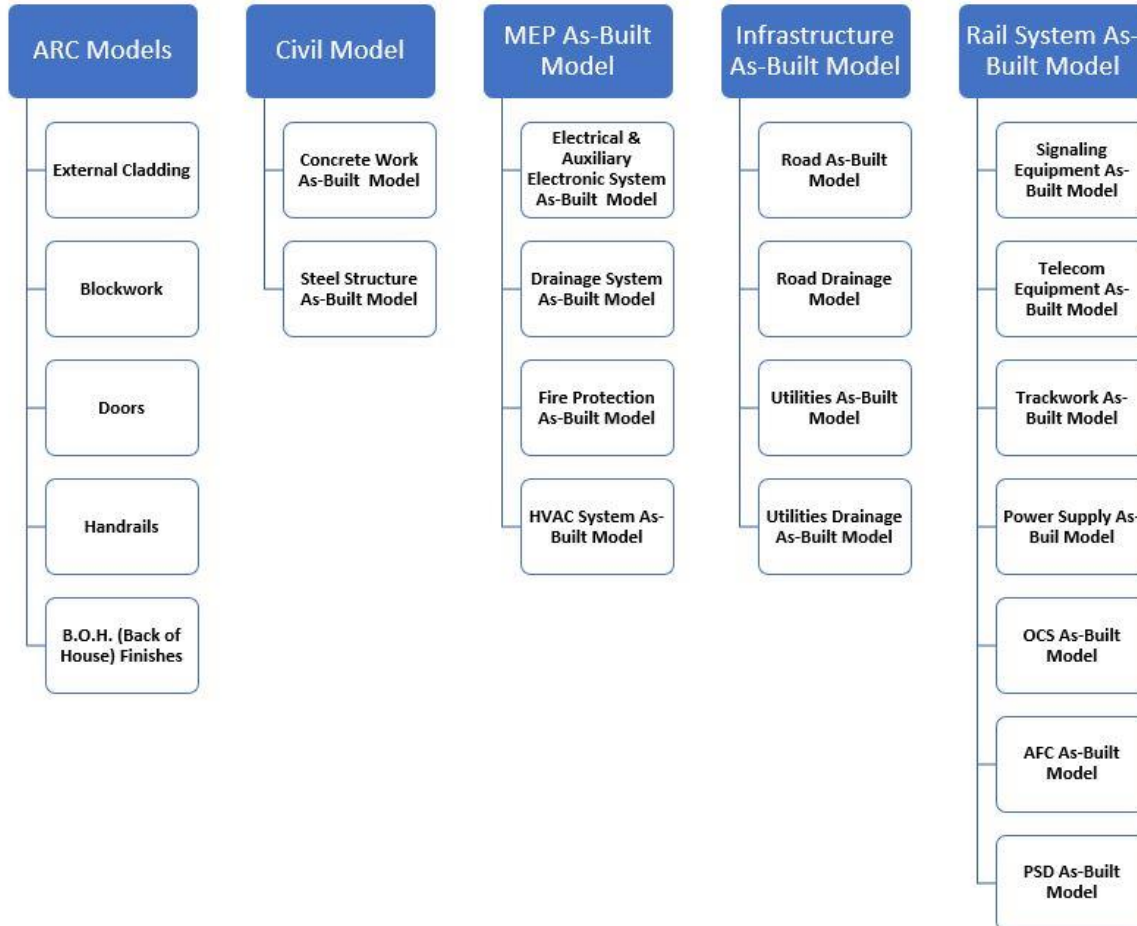 ARC Models
External Cladding
Blockwork
Doors
Handrails
B.O.H. (Back of
House) Finishes
Civil Model
Concrete Work
As-Built Model
Steel Structure
As-Built Model
MEP As-Built
Model
Electrical &
Auxiliary
Electronic System
As-Built Model
Drainage System
As-Built Model
Fire Protection
As-Built Model
HVAC System As-
Built Model
Infrastructure
As-Built Model
Road As-Built
Model
Road Drainage
Model
Utilities As-Built
Model
Utilities Drainage
As-Built Model
Rail System As-
Built Model
Signaling
Equipment As-
Built Model
Telecom
Equipment As-
Built Model
Trackwork As-
Built Model
Power Supply As-
Buil Model
OCS As-Built
Model
AFC As-Built
Model
PSD As-Built
Model